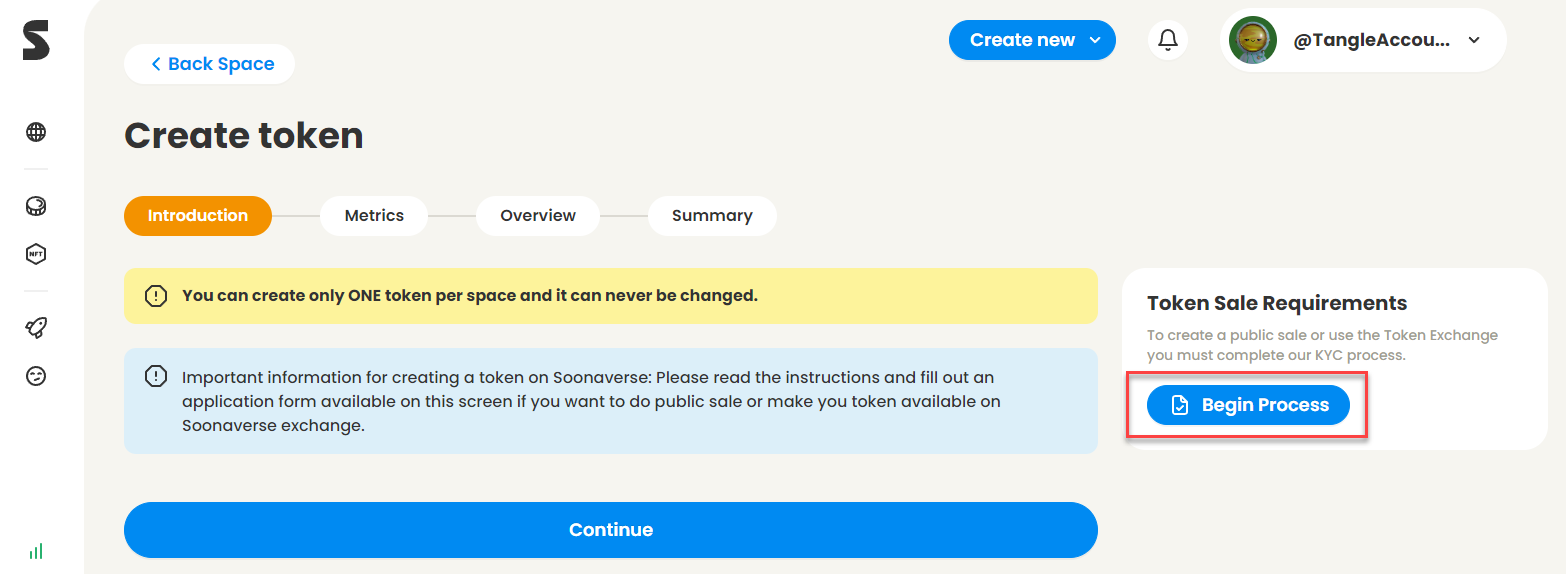 Create new
@TangleAccou...
Back Space
Create token
Introduction
Metrics
Overview
Summary
You can create only ONE token per space and it can never be changed.
Important information for creating a token on Soonaverse: Please read the instructions and fill out an
application form available on this screen if you want to do public sale or make you token available on
Soonaverse exchange.
Continue
Token Sale Requirements
To create a public sale or use the Token Exchange
you must complete our KYC process.
Begin Process
NFT